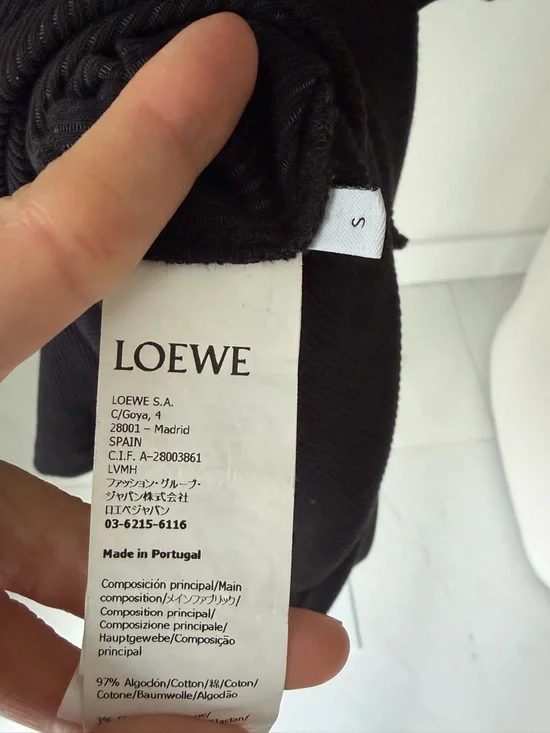 S
LOEWE
LOEWE S.A.
C/Goya, 4
28001 – Madrid
SPAIN
C.I.F. A-28003861
LVMH
ファッション・グループ・
ジャパン株式会社
ロエベジャパン
03-6215-6116
Made in Portugal
Composición principal/Main
composition/メインファブリック/
Composition principal/
Composizione principale/
Hauptgewebe/Composição
principal
97% Algodón/Cotton/綿/Coton/
Cotone/Baumwolle/Algodão
3%